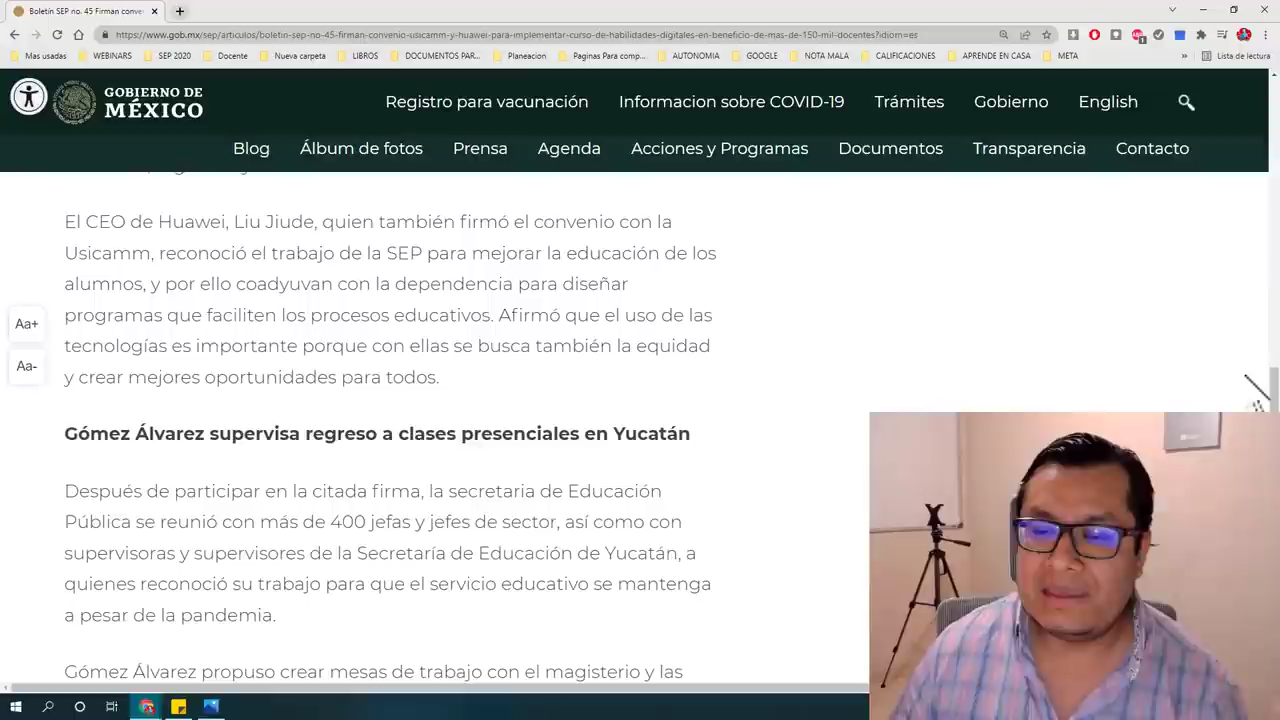 Boletín SEP no. 45 Firman conve
https://www.gob.mx/sep/articulos/boletin-sep-no-45-firman-convenio-usicamm-y-huawei-para-implementar-curso-de-habilidades-digitales-en-beneficio-de-mas-de-150-mil-docentes?idiom=es
Mas usadas WEBINARS SEP 2020 Docente Nueva carpeta LIBROS DOCUMENTOS PAR... Planeacion Paginas Para comp... AUTONOMIA GOOGLE NOTA MALA CALIFICACIONES APRENDE EN CASA META » Lista de lectura
GOBIERNO DE
MÉXICO
Registro para vacunación Informacion sobre COVID-19 Trámites Gobierno English
Blog Álbum de fotos Prensa Agenda Acciones y Programas Documentos Transparencia Contacto
El CEO de Huawei, Liu Jiude, quien también firmó el convenio con la
Usicamm, reconoció el trabajo de la SEP para mejorar la educación de los
alumnos, y por ello coadyuvan con la dependencia para diseñar
programas que faciliten los procesos educativos. Afirmó que el uso de las
tecnologías es importante porque con ellas se busca también la equidad
y crear mejores oportunidades para todos.
Aa+
Aa-
Gómez Álvarez supervisa regreso a clases presenciales en Yucatán
Después de participar en la citada firma, la secretaria de Educación
Pública se reunió con más de 400 jefas y jefes de sector, así como con
supervisoras y supervisores de la Secretaría de Educación de Yucatán, a
quienes reconoció su trabajo para que el servicio educativo se mantenga
a pesar de la pandemia.
Gómez Álvarez propuso crear mesas de trabajo con el magisterio y las